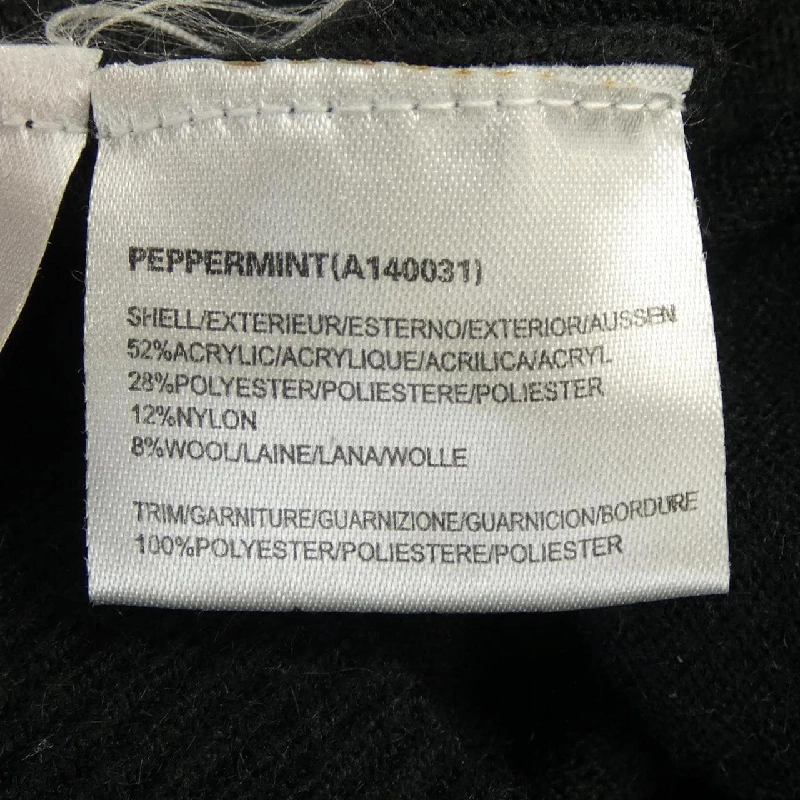 PEPPERMINT(A140031)
SHELL/EXTERIEUR/ESTERNO/EXTERIOR/AUSSEN
52%ACRYLIC/ACRYLIQUE/ACRILICA/ACRYL
28%POLYESTER/POLIESTERE/POLIESTER
12%NYLON
8%WOOL/LAINE/LANA/WOLLE
TRIM/GARNITURE/GUARNIZIONE/GUARNICION/BORDURE
100%POLYESTER/POLIESTERE/POLIESTER